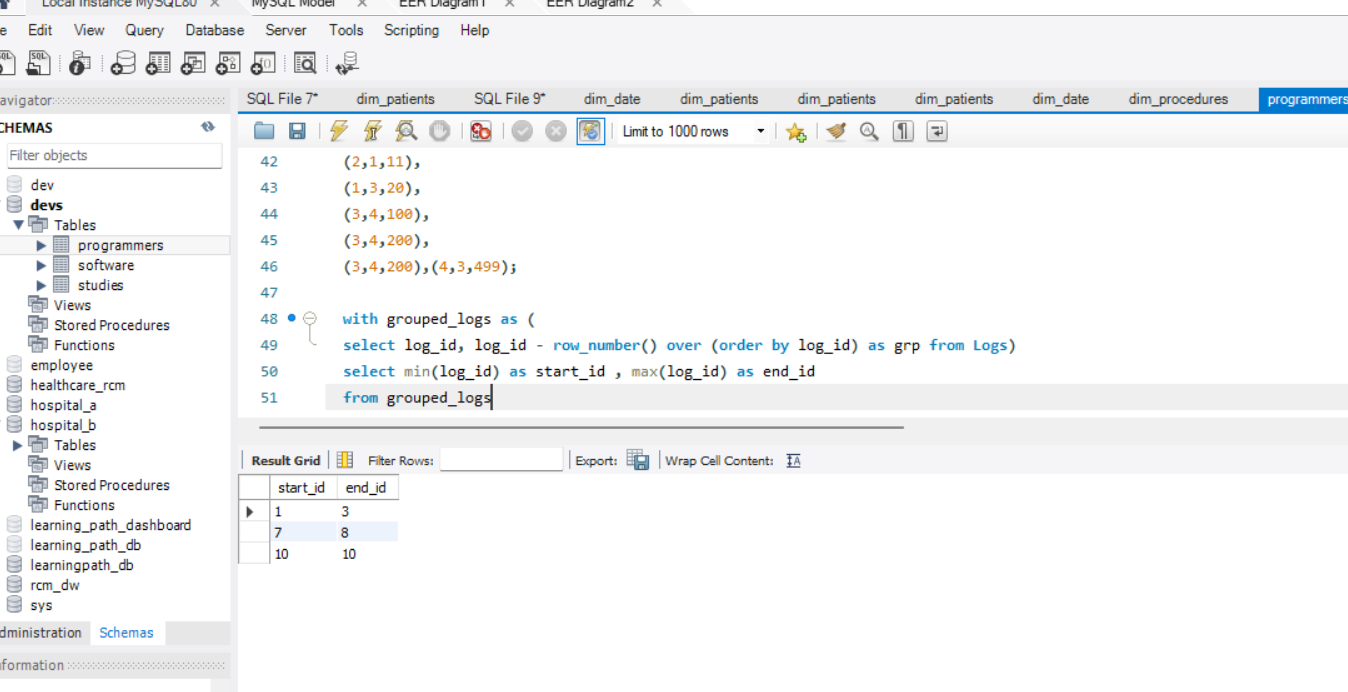 Local instance MySQL80 × MySQL Model × EER Diagram1 × EER Diagram2 ×
e Edit View Query Database Server Tools Scripting Help
avigator
SQL File 7* dim_patients SQL File 9* dim_date dim_patients dim_patients dim_patients dim_date dim_procedures programmers
CHEMAS
Limit to 1000 rows
Filter objects
dev
devs
Tables
programmers
software
studies
Views
Stored Procedures
Functions
employee
healthcare_rcm
hospital_a
hospital_b
Tables
Views
Stored Procedures
Functions
learning_path_dashboard
learning_path_db
learningpath_db
rcm_dw
sys
dministration Schemas
nformation
42 (2,1,11),
43 (1,3,20),
44 (3,4,100),
45 (3,4,200),
46 (3,4,200),(4,3,499);
47
48 with grouped_logs as (
49 select log_id, log_id - row_number() over (order by log_id) as grp from Logs)
50 select min(log_id) as start_id , max(log_id) as end_id
51 from grouped_logs
Result Grid Filter Rows: Export: Wrap Cell Content:
start_id end_id
1 3
7 8
10 10